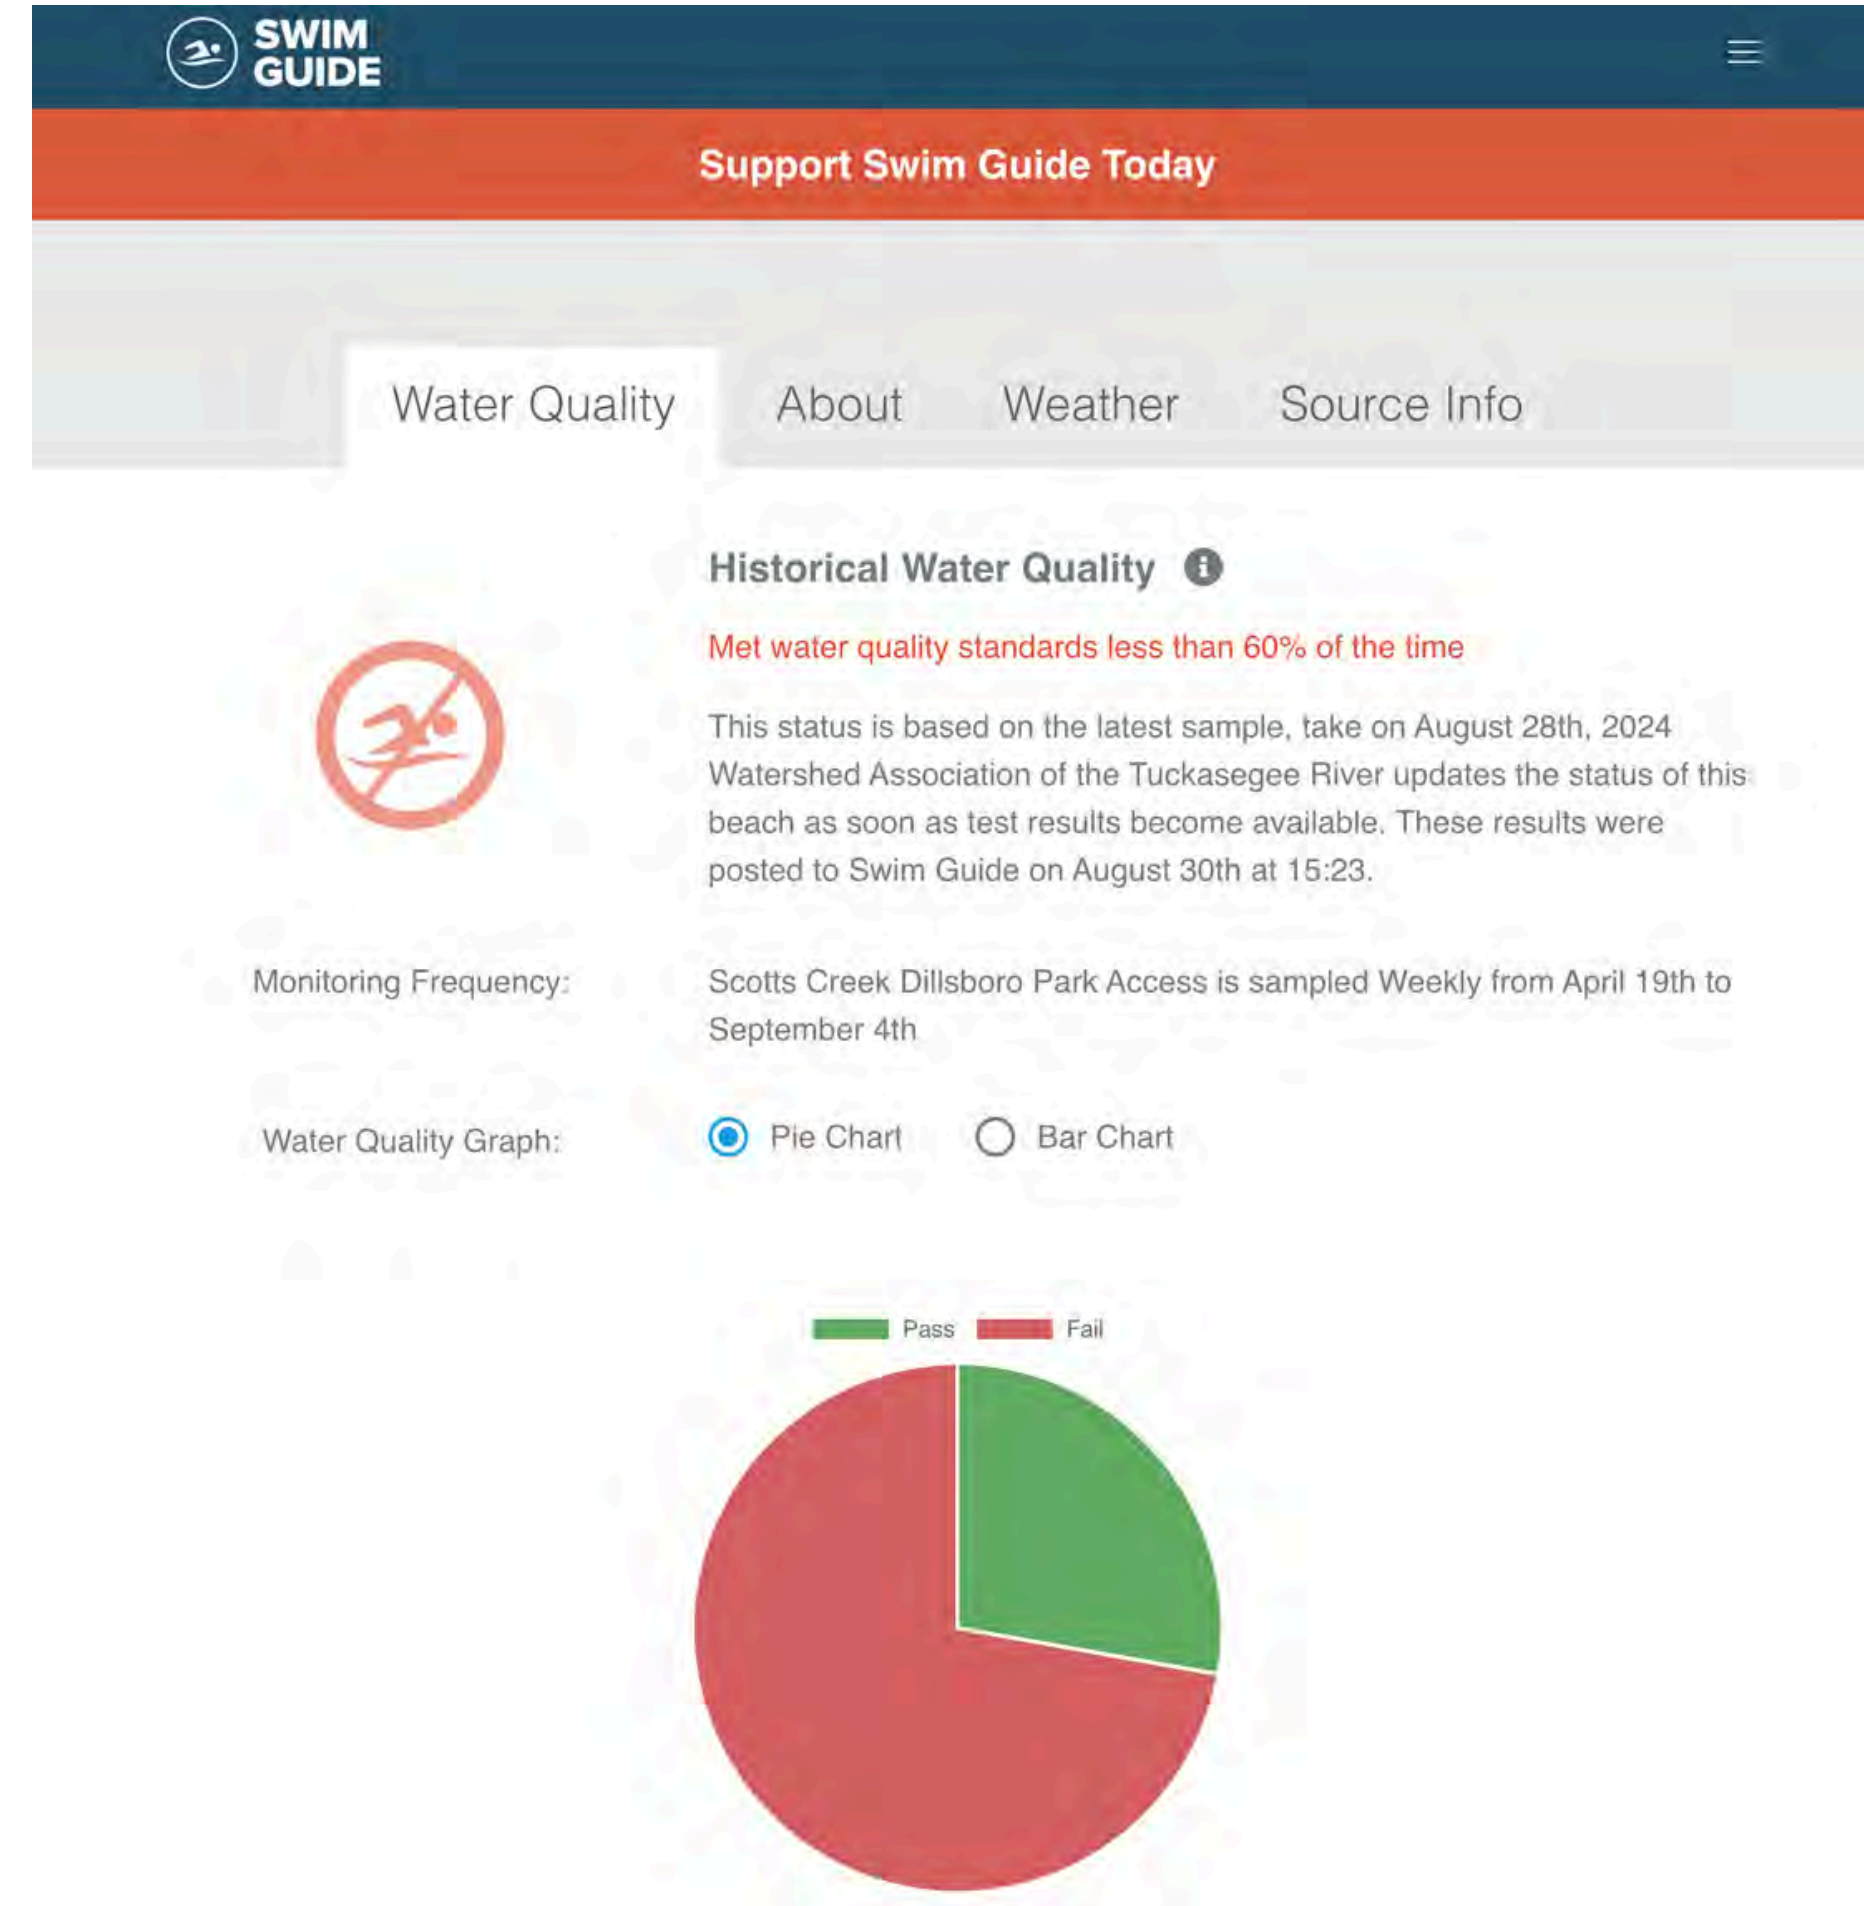 SWIM
GUIDE
Support Swim Guide Today
Water Quality
About
Weather
Source Info
Historical Water Quality
Met water quality standards less than 60% of the time
This status is based on the latest sample, take on August 28th, 2024
Watershed Association of the Tuckasegee River updates the status of this
beach as soon as test results become available. These results were
posted to Swim Guide on August 30th at 15:23.
Monitoring Frequency:
Scotts Creek Dillsboro Park Access is sampled Weekly from April 19th to
September 4th
Water Quality Graph:
Pie Chart
Bar Chart
Pass
Fail